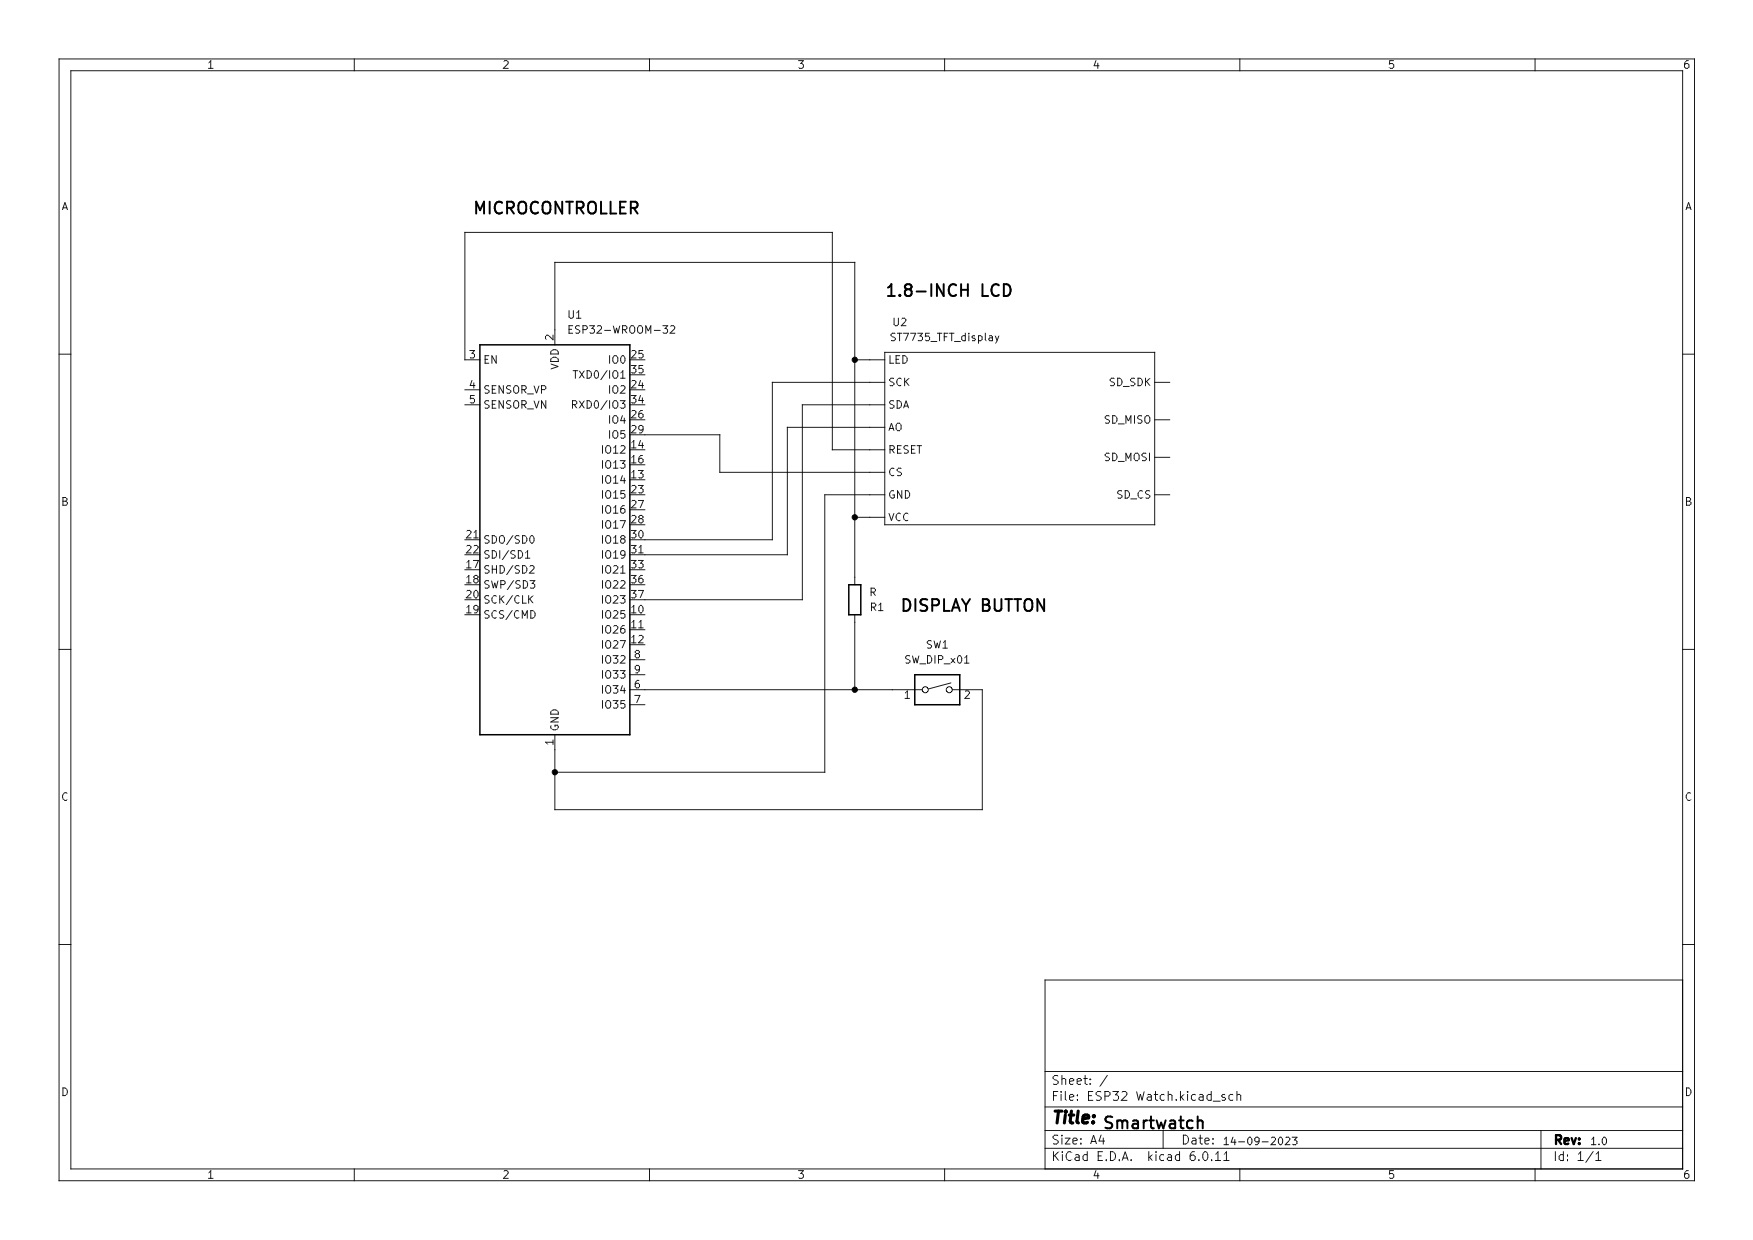 1 2 3 4 5 6
A A
B B
C C
D D
1 2 3 4 5 6
MICROCONTROLLER
U1
ESP32-WROOM-32
2
VDD
3 EN
4 SENSOR_VP
5 SENSOR_VN
21 SDO/SD0
22 SDI/SD1
17 SHD/SD2
18 SWP/SD3
20 SCK/CLK
19 SCS/CMD
IO0 25
TXD0/IO1 35
IO2 24
RXD0/IO3 34
IO4 26
IO5 29
IO12 14
IO13 16
IO14 13
IO15 23
IO16 27
IO17 28
IO18 30
IO19 31
IO21 33
IO22 36
IO23 37
IO25 10
IO26 11
IO27 12
IO32 8
IO33 9
IO34 6
IO35 7
GND
1
1.8-INCH LCD
U2
ST7735_TFT_display
LED
SCK
SDA
AO
RESET
CS
GND
VCC
SD_SDK
SD_MISO
SD_MOSI
SD_CS
R
R1
DISPLAY BUTTON
SW1
SW_DIP_x01
1 2
Sheet: /
File: ESP32 Watch.kicad_sch
Title: Smartwatch
Size: A4 Date: 14-09-2023 Rev: 1.0
KiCad E.D.A. kicad 6.0.11 Id: 1/1